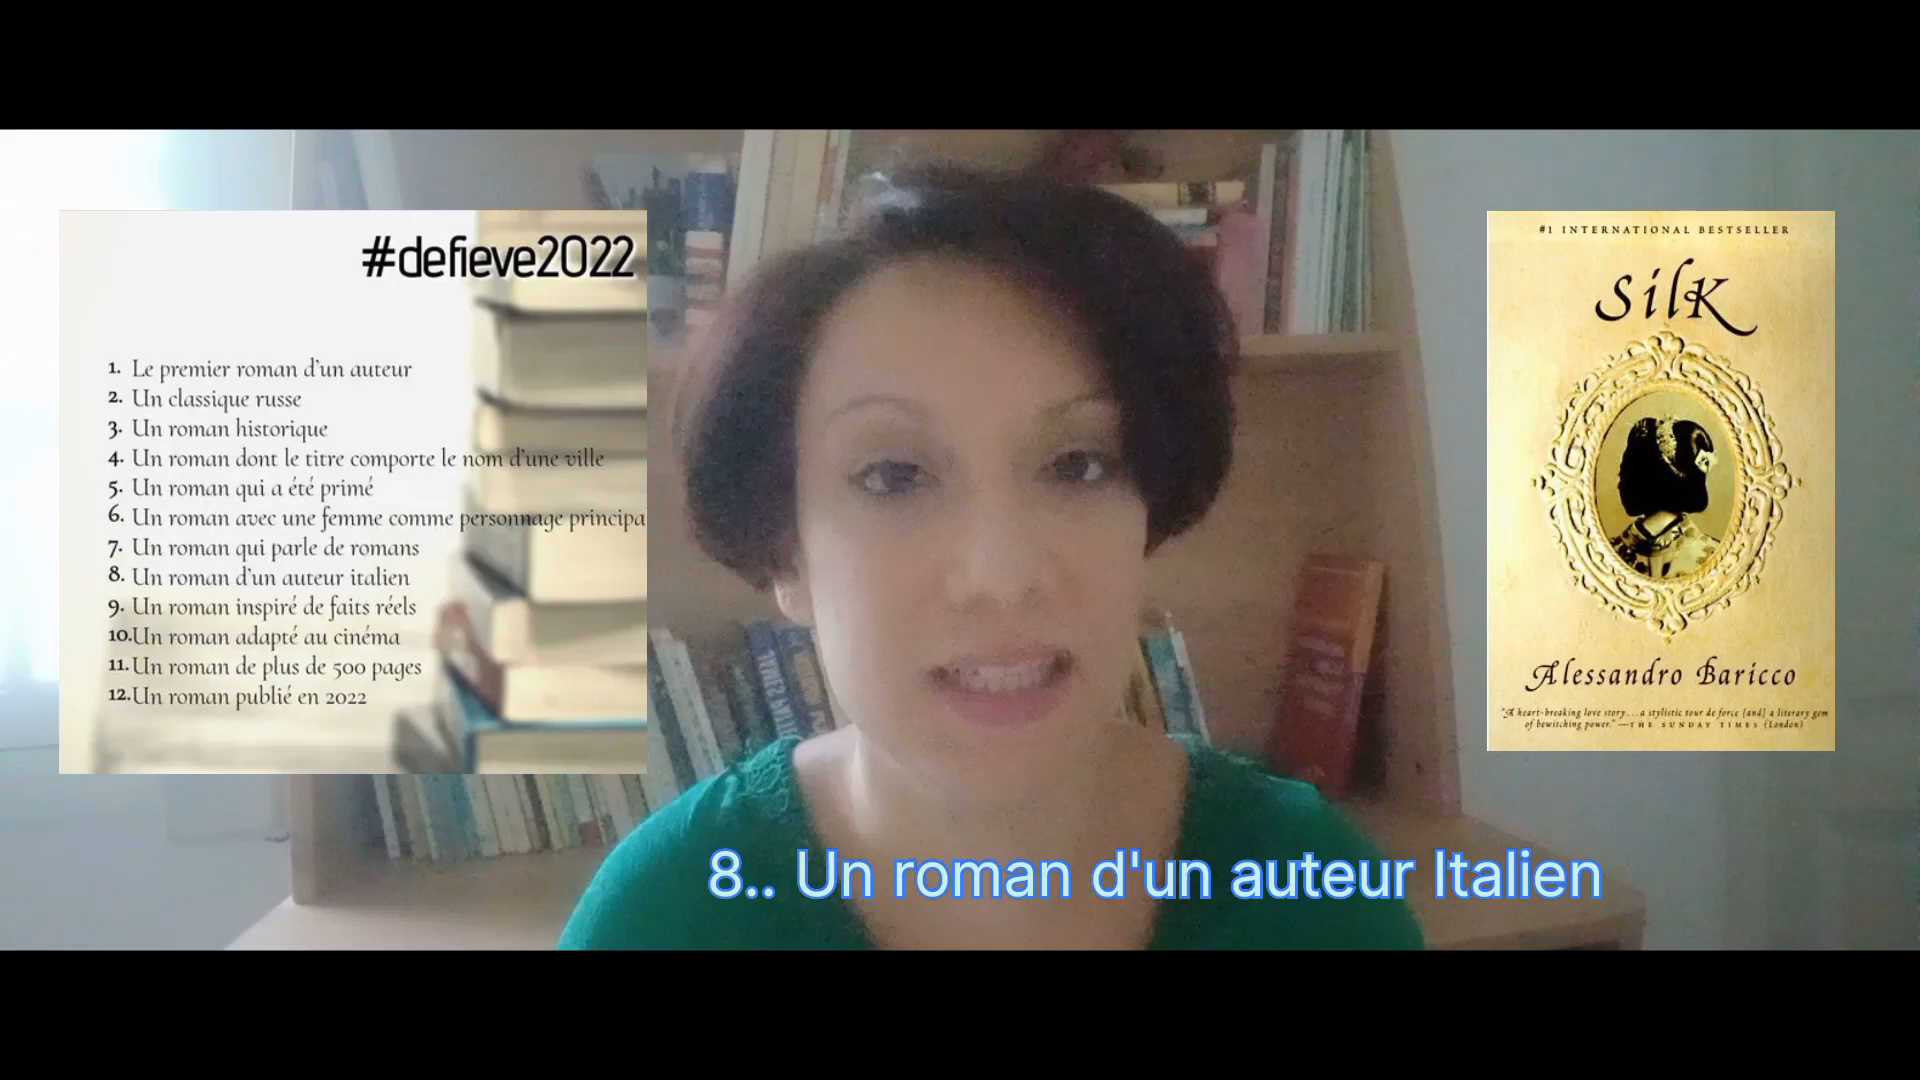 #defieve2022
1. Le premier roman d'un auteur
2. Un classique russe
3. Un roman historique
4. Un roman dont le titre comporte le nom d'une ville
5. Un roman qui a été primé
6. Un roman avec une femme comme personnage principa
7. Un roman qui parle de romans
8. Un roman d'un auteur italien
9. Un roman inspiré de faits réels
10. Un roman adapté au cinéma
11. Un roman de plus de 500 pages
12. Un roman publié en 2022
#1 INTERNATIONAL BESTSELLER
Silk
Alessandro Baricco
"A heart-breaking love story...a stylistic tour de force [and] a literary gem
of bewitching power." —THE SUNDAY TIMES (London)
8.. Un roman d'un auteur Italien